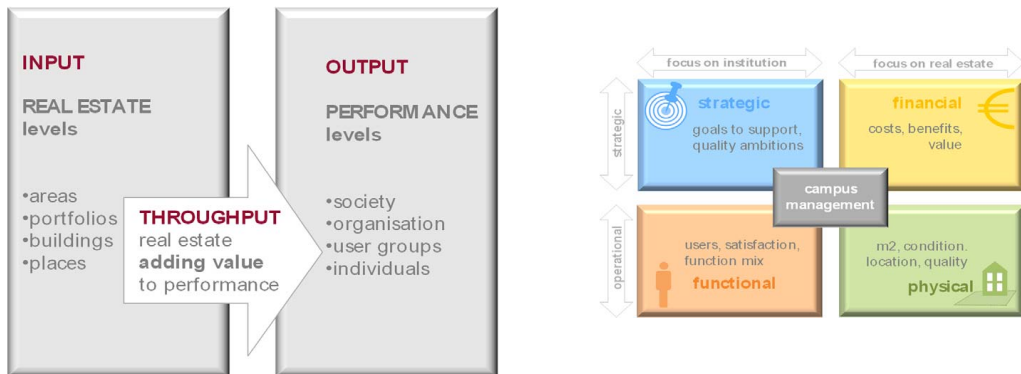 INPUT
REAL ESTATE
levels
•areas
•portfolios
•buildings
•places
THROUGHPUT
real estate
adding value
to performance
OUTPUT
PERFORMANCE
levels
•society
•organisation
•user groups
•individuals
focus on institution
focus on real estate
strategic
operational
strategic
goals to support,
quality ambitions
financial
costs, benefits,
value
campus
management
users, satisfaction,
function mix
functional
m2, condition.
location, quality
physical